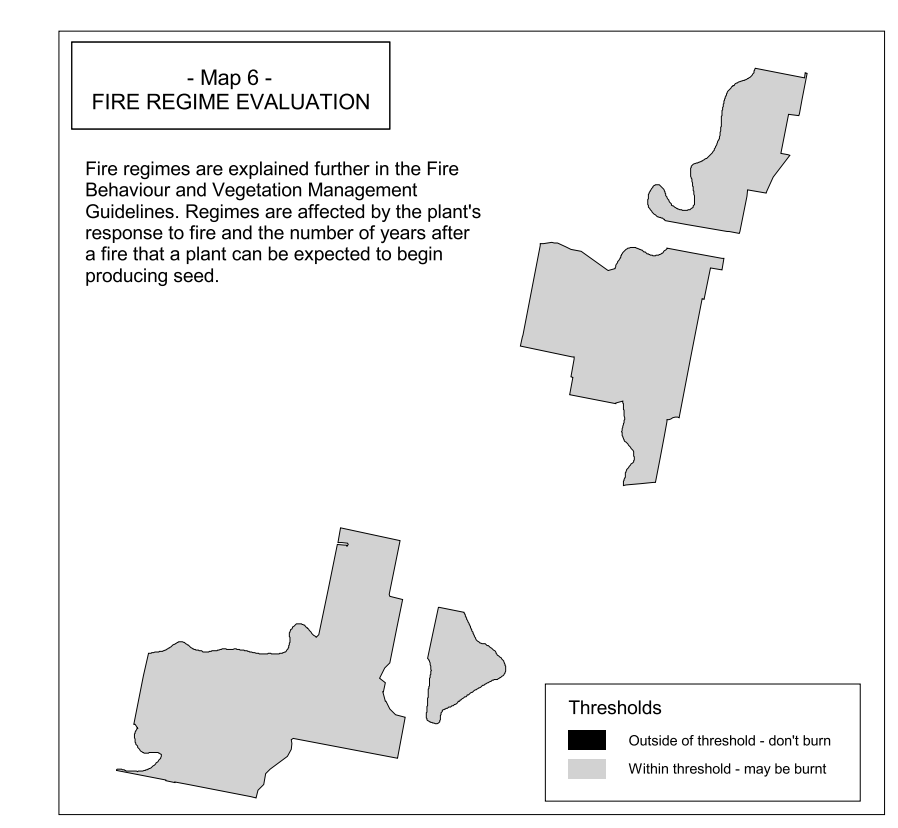 - Map 6 -
FIRE REGIME EVALUATION
Fire regimes are explained further in the Fire
Behaviour and Vegetation Management
Guidelines. Regimes are affected by the plant's
response to fire and the number of years after
a fire that a plant can be expected to begin
producing seed.
Thresholds
Outside of threshold - don't burn
Within threshold - may be burnt